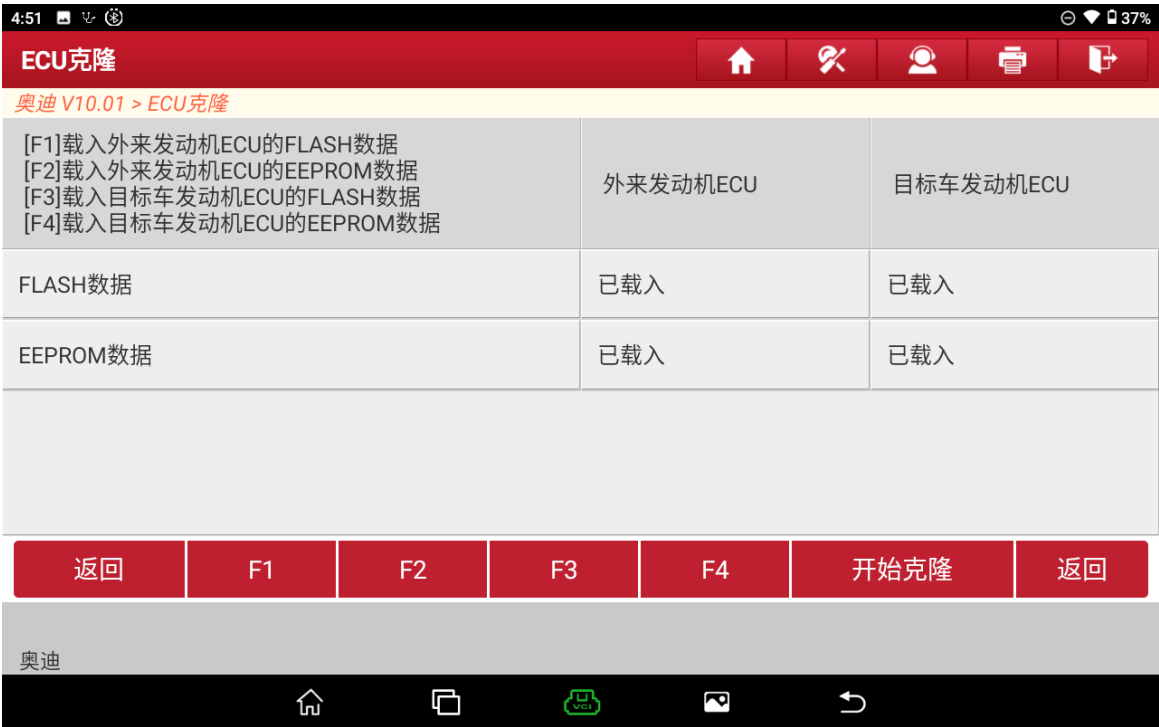 4:51 37%
ECU克隆
奥迪 V10.01 > ECU克隆
[F1]载入外来发动机ECU的FLASH数据
[F2]载入外来发动机ECU的EEPROM数据
[F3]载入目标车发动机ECU的FLASH数据
[F4]载入目标车发动机ECU的EEPROM数据
外来发动机ECU 目标车发动机ECU
FLASH数据 已载入 已载入
EEPROM数据 已载入 已载入
返回 F1 F2 F3 F4 开始克隆 返回
奥迪
VCI